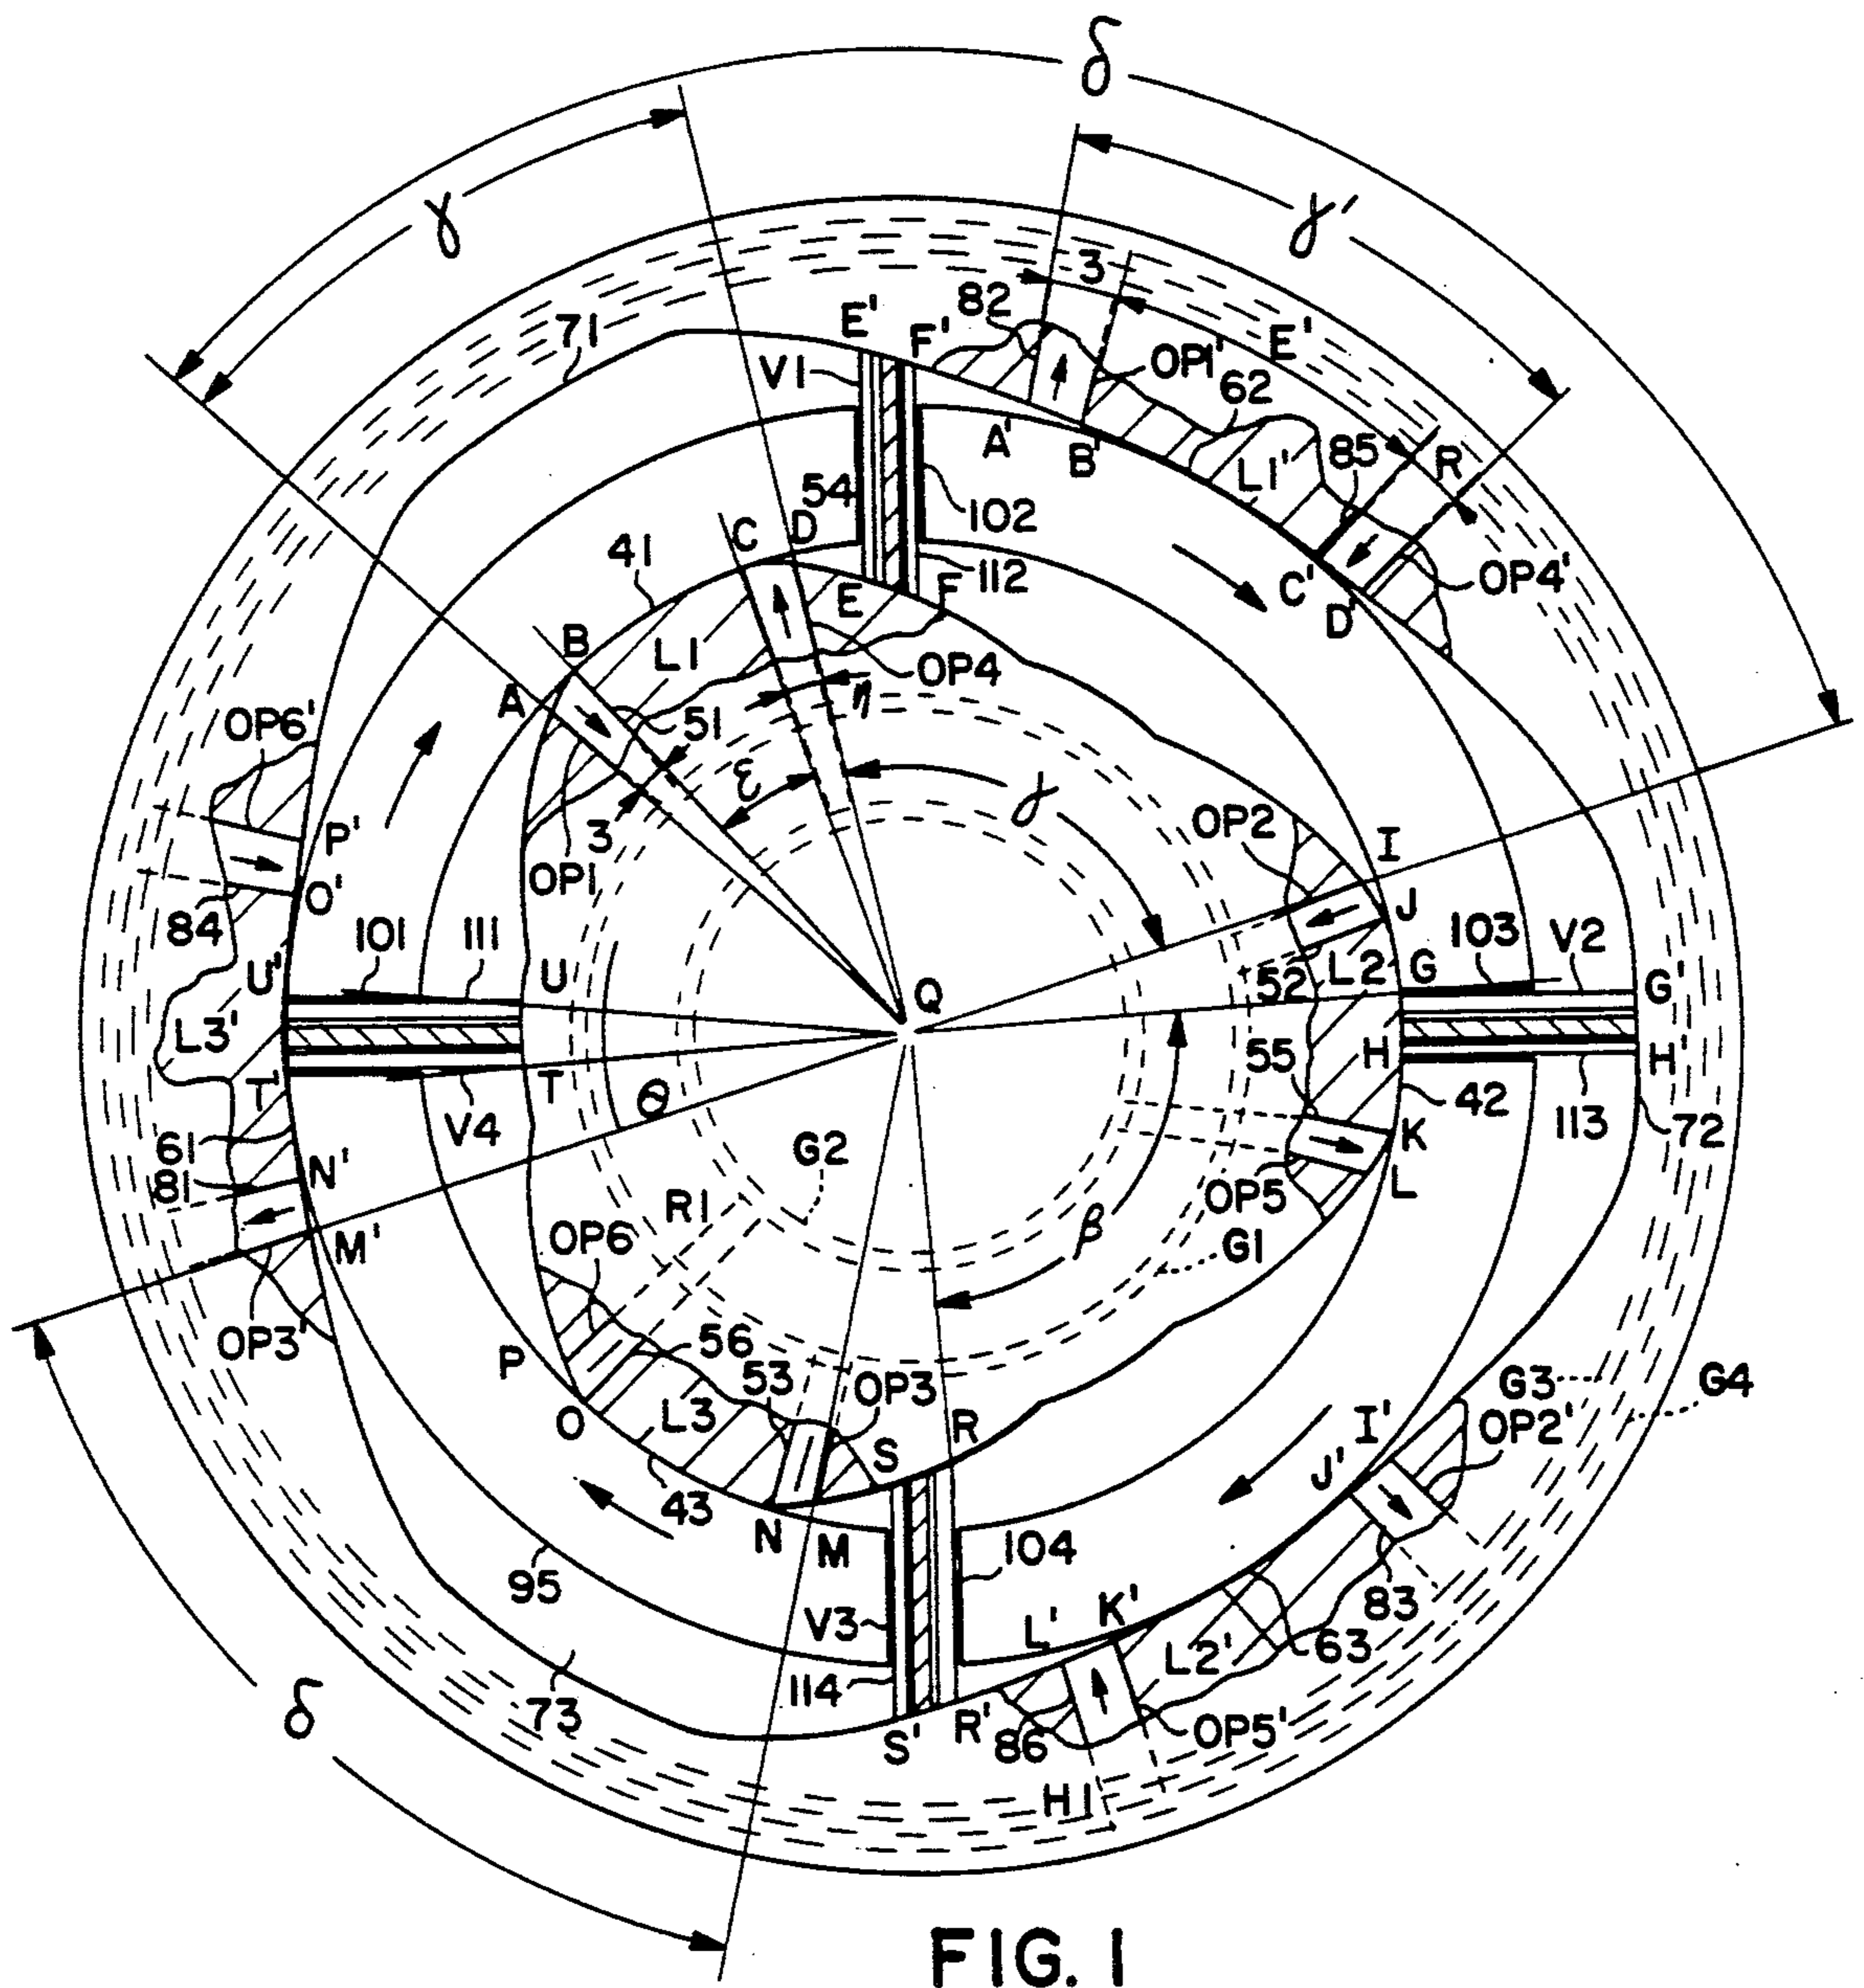 δ
γ
γ'
3
82
E'
F'
71
V1
OP1'
62
E'
A'
B'
L1'
85
R
54
C
D
102
41
112
OP4'
C'
D'
E
F
B
L1
OP4
A
51
η
OP6'
ε
γ
3
OP1
OP2
I
P'
O'
84
J
101
111
103
V2
U'
U
Q
52
L2
G
G'
L3'
55
H
H'
T'
T
θ
42
V4
113
72
61
G2
K
81
N'
R1
OP5
L
M'
OP6
β
G1
OP3'
P
56
53
OP3
G3
G4
O
L3
S
R
I'
OP2'
43
J'
N
M
104
95
83
V3
L'
K'
L2'
63
114
73
S'
R'
86
OP5'
δ
H1
FIG. 1